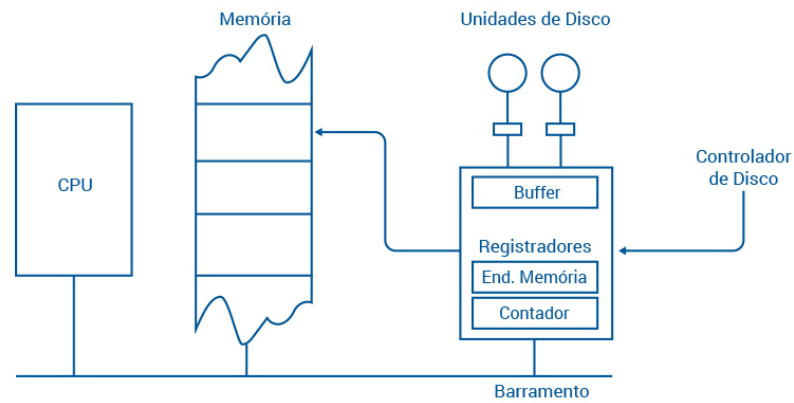 Memória
Unidades de Disco
CPU
Controlador
de Disco
Buffer
Registradores
End. Memória
Contador
Barramento